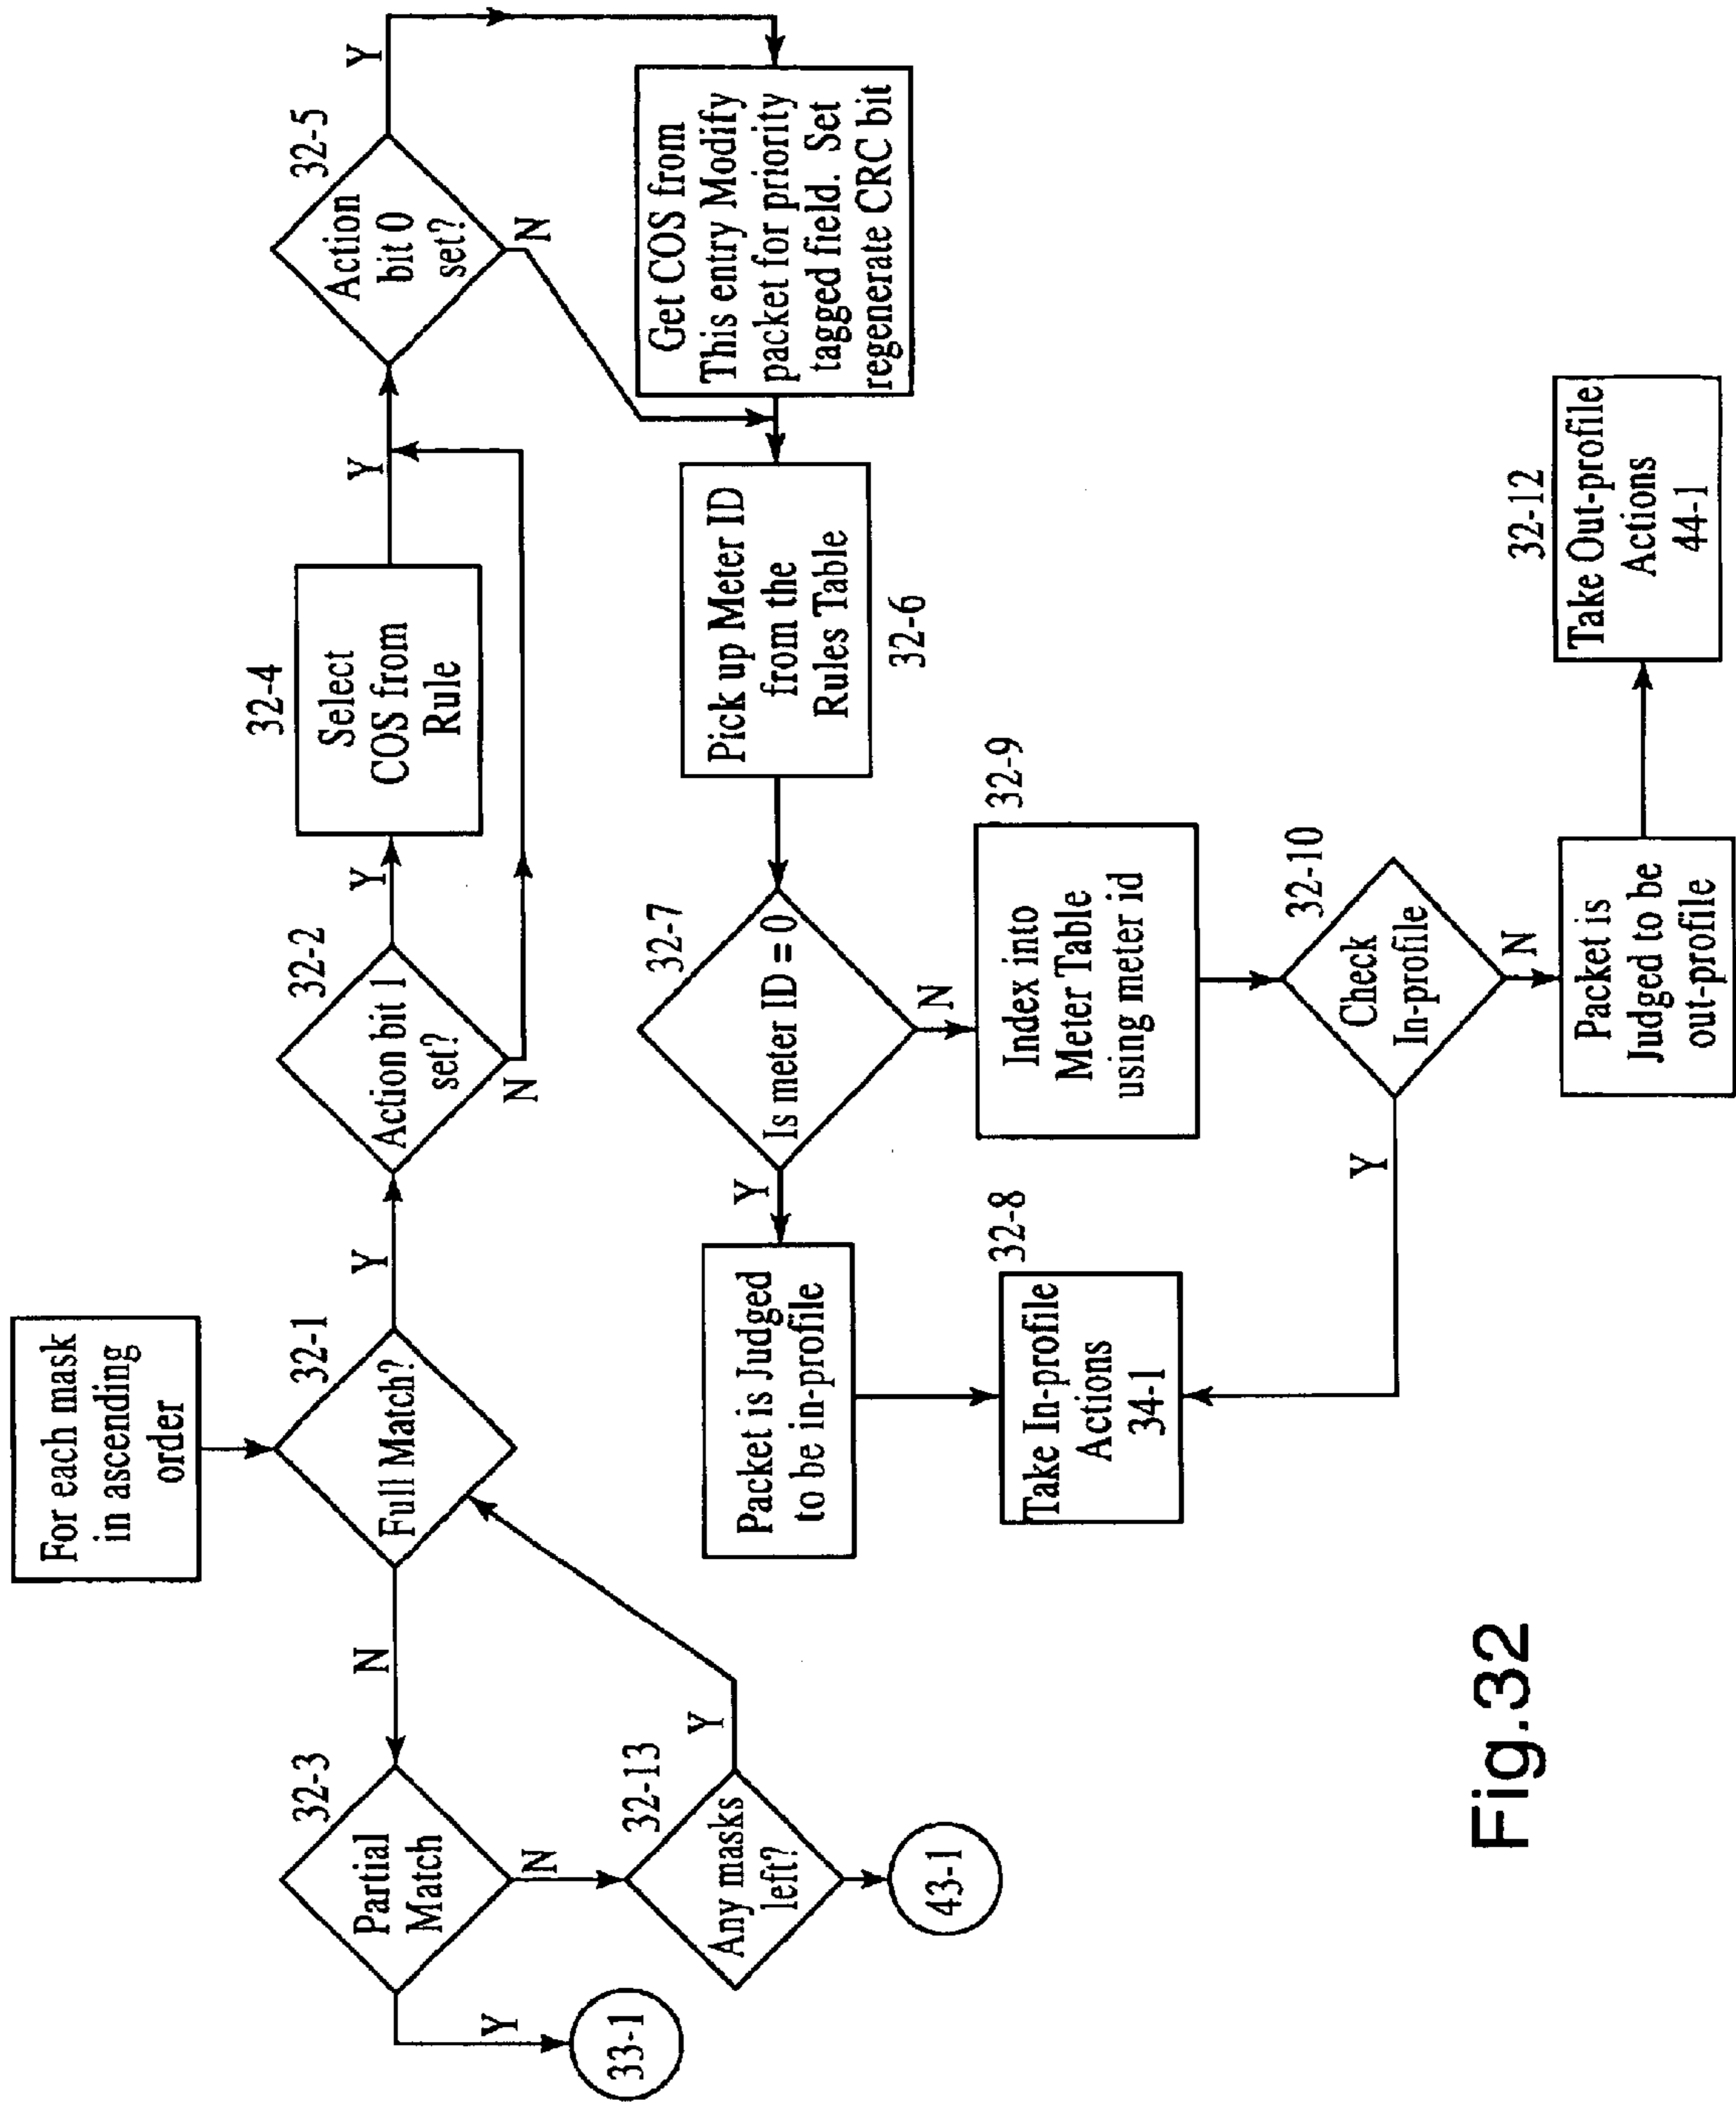 For each mask
in ascending
order
32-1
Full Match?
Y
N
32-2
Action bit 1
set?
Y
N
32-4
Select
COS from
Rule
Y
32-5
Action
bit 0
set?
Y
N
Get COS from
This entry Modify
packet for priority
tagged field. Set
regenerate CRC bit
32-3
Partial
Match
Y
33-1
N
32-13
Any masks
left?
Y
43-1
Pick up Meter ID
from the
Rules Table
32-6
32-7
Is meter ID = 0
Y
N
Packet is Judged
to be in-profile
32-8
Take In-profile
Actions
34-1
32-9
Index into
Meter Table
using meter id
32-10
Check
In-profile
Y
N
Packet is
Judged to be
out-profile
32-12
Take Out-profile
Actions
44-1
Fig.32